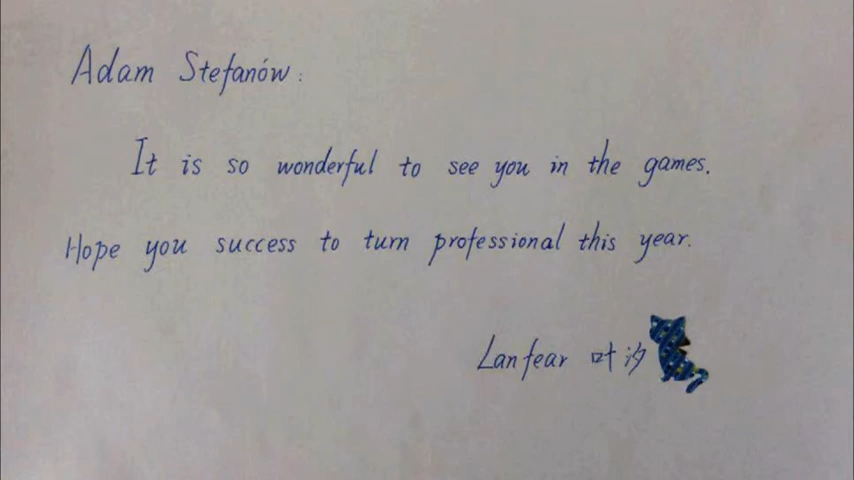 Adam Stefanów:
It is so wonderful to see you in the games.
Hope you success to turn professional this year.
Lanfear 叶汐